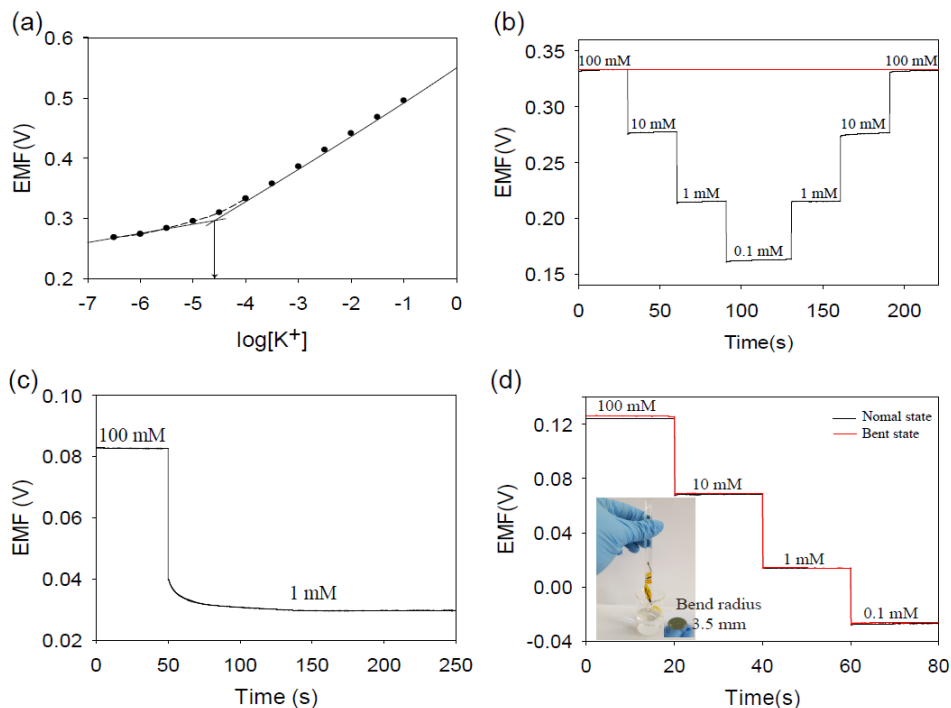 (a)
0.6
0.5
0.4
0.3
0.2
EMF(V)
-7 -6 -5 -4 -3 -2 -1 0
log[K+]
(b)
0.35
0.30
0.25
0.20
0.15
EMF(V)
100 mM
100 mM
10 mM
10 mM
1 mM
1 mM
0.1 mM
0 50 100 150 200
Time(s)
(c)
0.10
0.08
0.06
0.04
0.02
EMF (V)
100 mM
1 mM
0 50 100 150 200 250
Time (s)
(d)
0.12
0.08
0.04
0.00
-0.04
EMF(V)
100 mM
Nomal state
Bent state
10 mM
1 mM
0.1 mM
Bend radius
3.5 mm
0 20 40 60 80
Time(s)